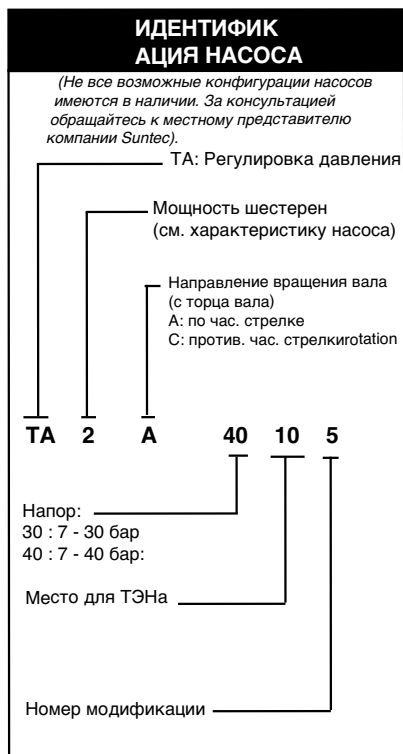 ИДЕНТИФИК
АЦИЯ НАСОСА
(Не все возможные конфигурации насосов
имеются в наличии. За консультацией
обращайтесь к местному представителю
компании Suntec).
TA: Регулировка давления
Мощность шестерен
(см. характеристику насоса)
Направление вращения вала
(с торца вала)
A: по час. стрелке
C: против. час. стрелкиrotation
TA 2 A 40 10 5
Напор:
30 : 7 - 30 бар
40 : 7 - 40 бар:
Место для ТЭНа
Номер модификации